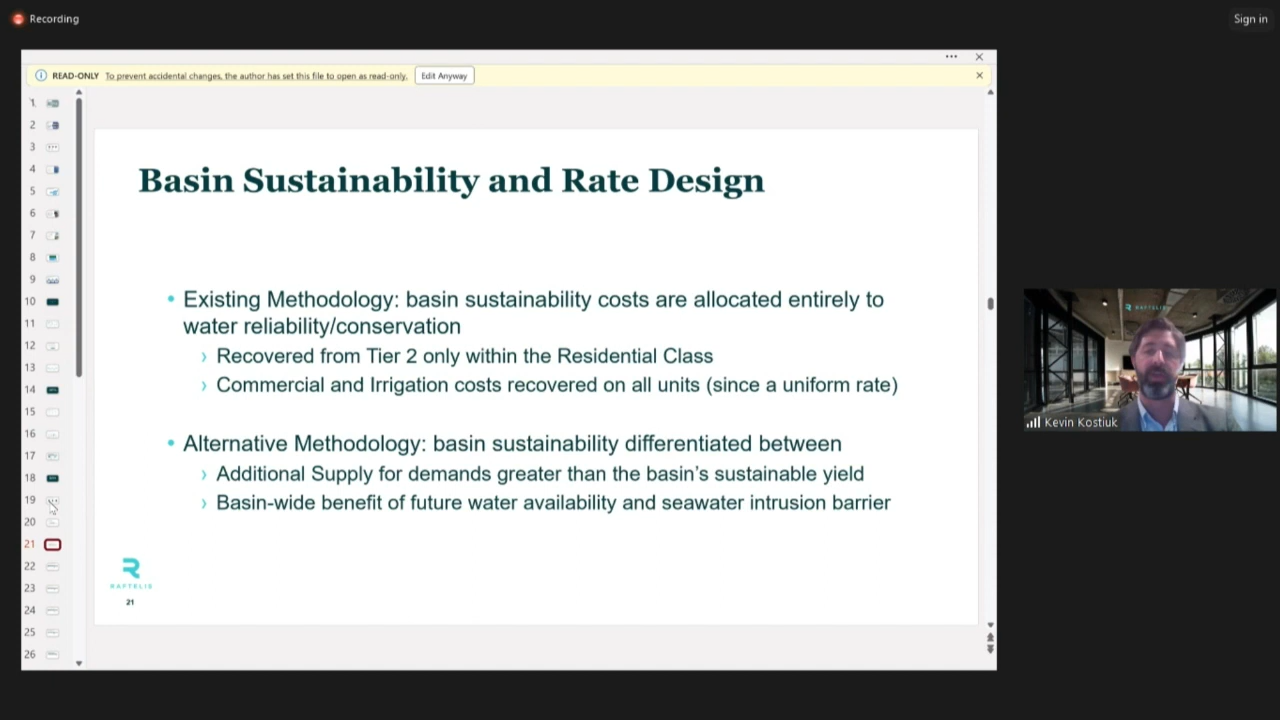 Recording
Sign in
READ-ONLY To prevent accidental changes, the author has set this file to open as read-only. Edit Anyway
1
2
3
4
5
6
7
8
9
10
11
12
13
14
15
16
17
18
19
20
21
22
23
24
25
26
Basin Sustainability and Rate Design
• Existing Methodology: basin sustainability costs are allocated entirely to
water reliability/conservation
› Recovered from Tier 2 only within the Residential Class
› Commercial and Irrigation costs recovered on all units (since a uniform rate)
• Alternative Methodology: basin sustainability differentiated between
› Additional Supply for demands greater than the basin's sustainable yield
› Basin-wide benefit of future water availability and seawater intrusion barrier
RAFTELIS
21
RAFTELIS
Kevin Kostiuk